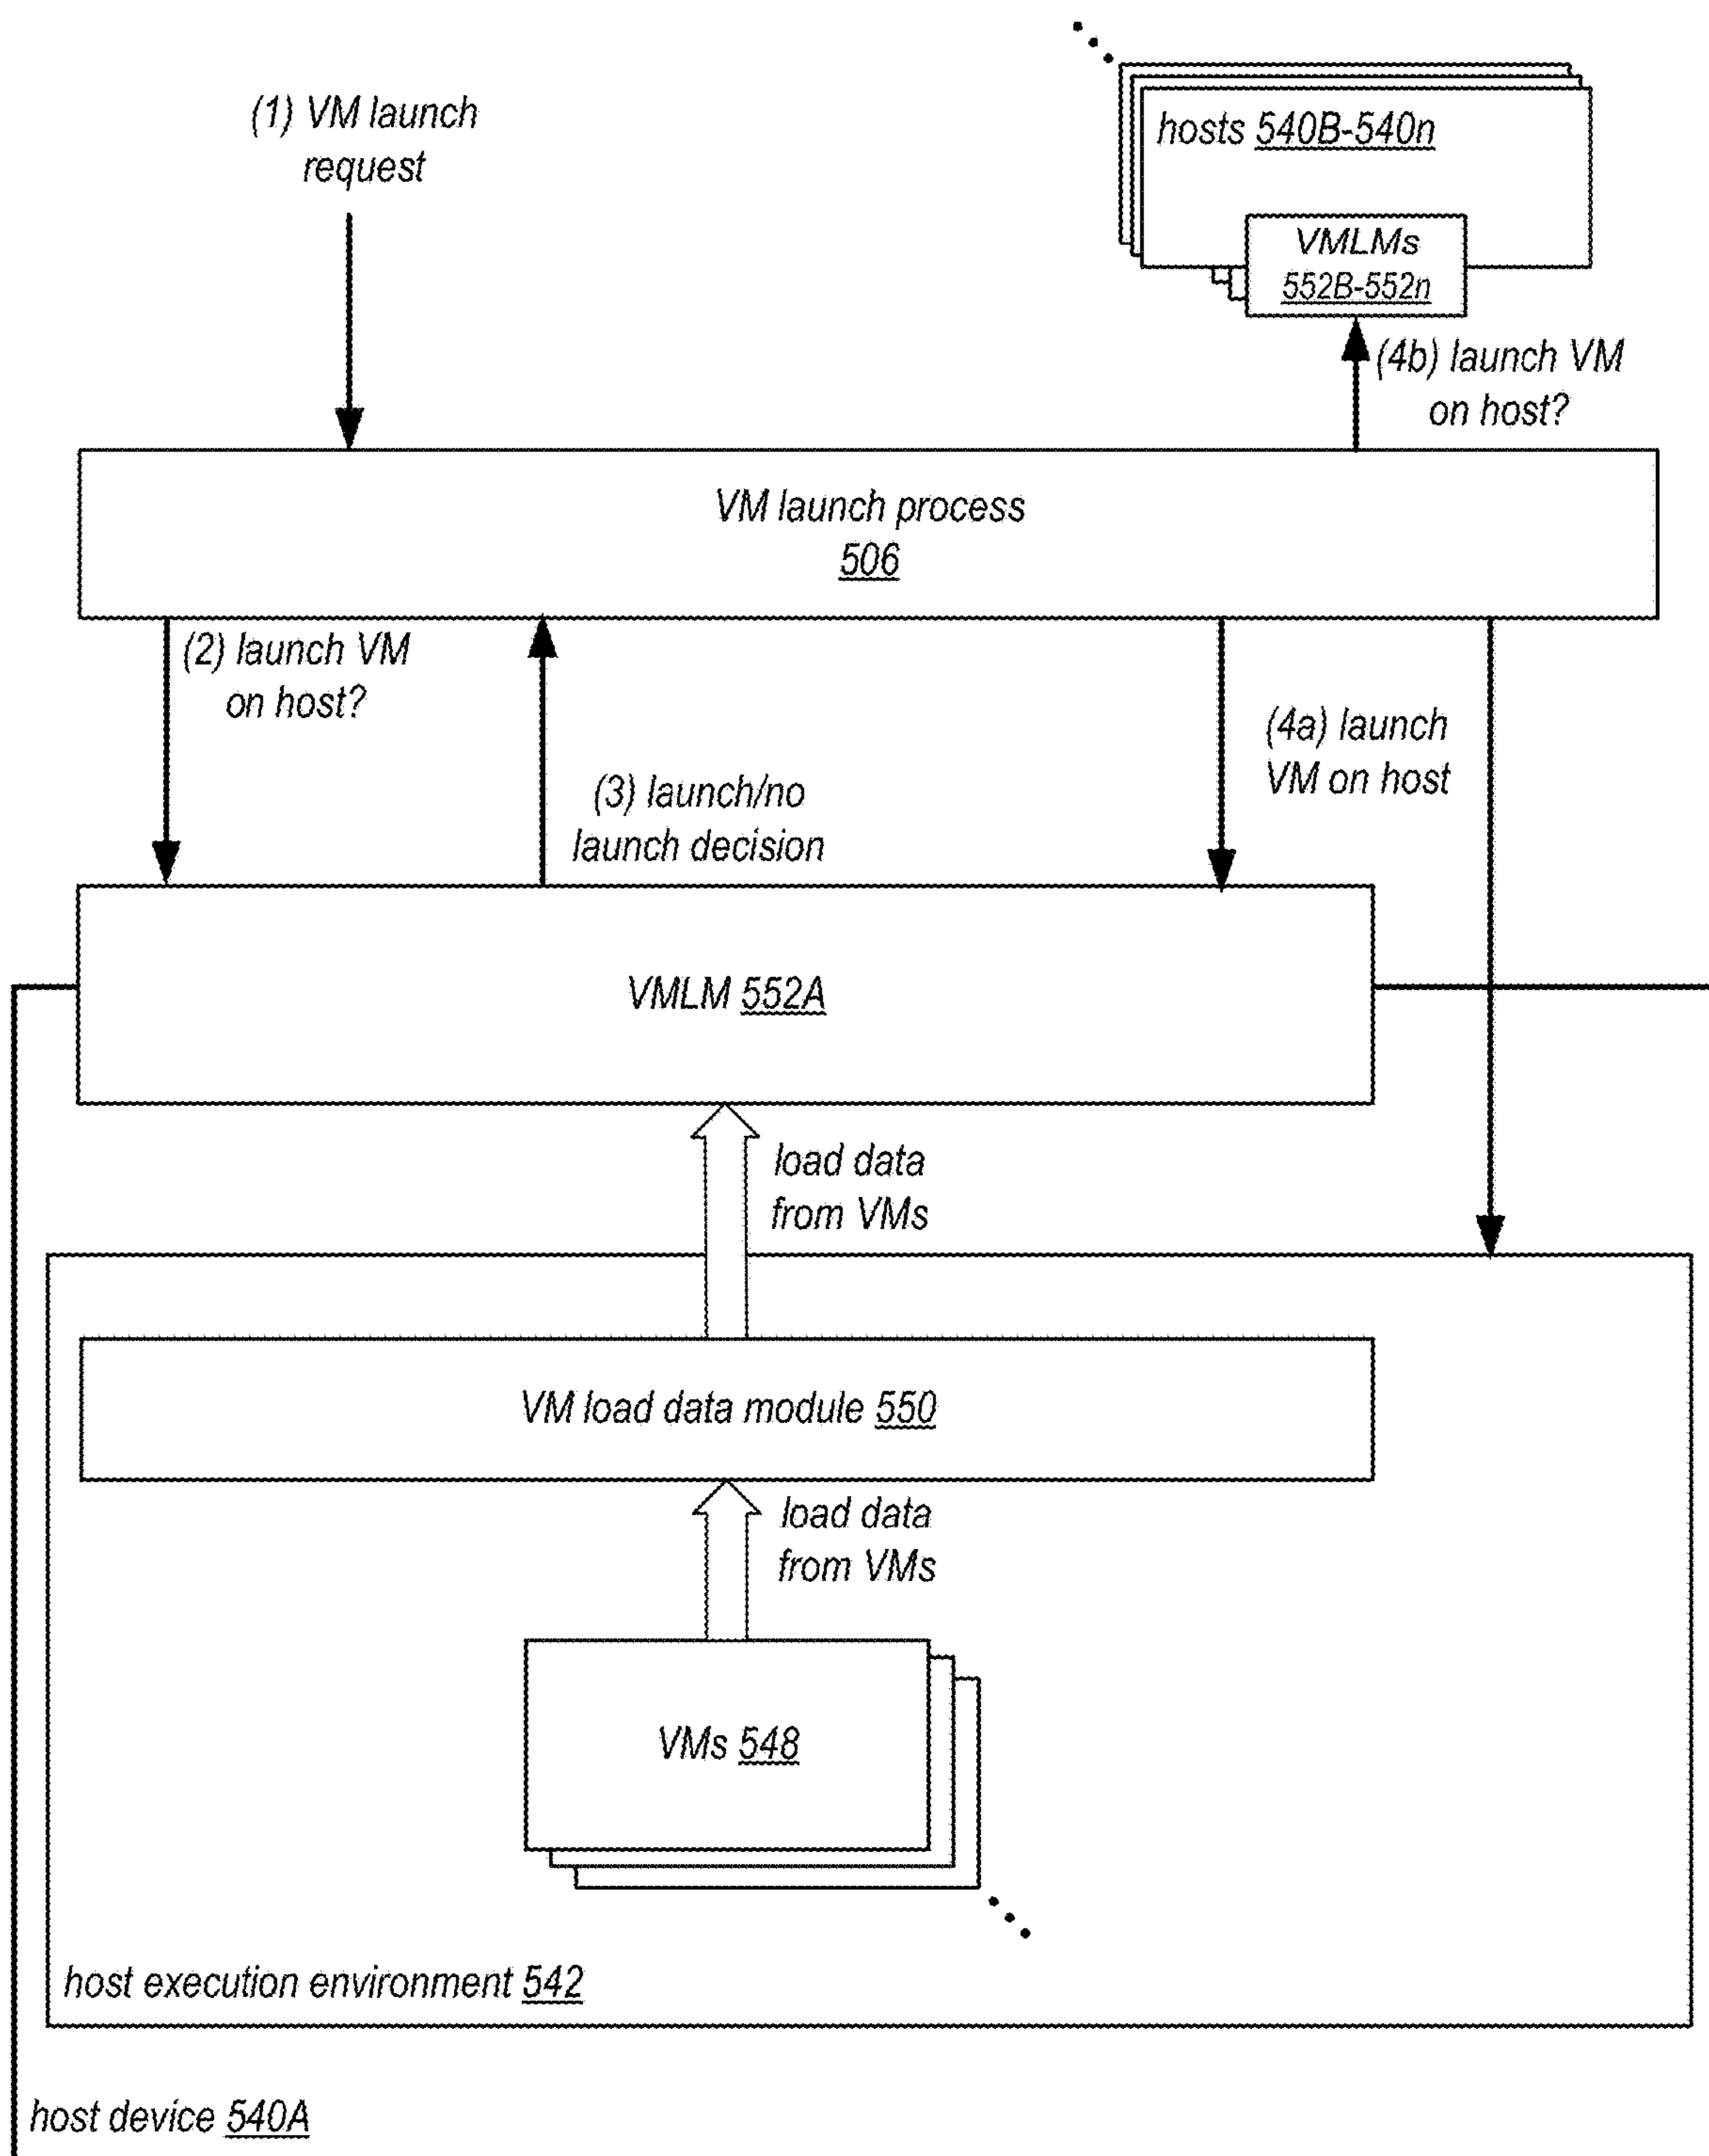 (1) VM launch
request
hosts 540B-540n
VMLMs
552B-552n
(4b) launch VM
on host?
VM launch process
506
(2) launch VM
on host?
(3) launch/no
launch decision
(4a) launch
VM on host
VMLM 552A
load data
from VMs
VM load data module 550
load data
from VMs
VMs 548
host execution environment 542
host device 540A